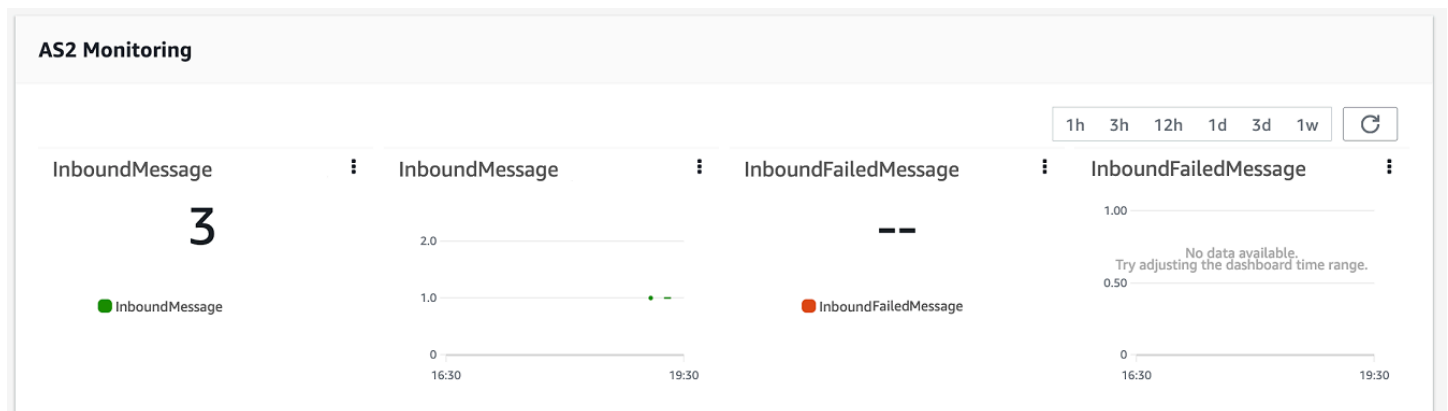 AS2 Monitoring
1h 3h 12h 1d 3d 1w
InboundMessage
3
InboundMessage
InboundMessage
2.0
1.0
0
16:30 19:30
InboundFailedMessage
--
InboundFailedMessage
InboundFailedMessage
1.00
No data available.
Try adjusting the dashboard time range.
0.50
0
16:30 19:30